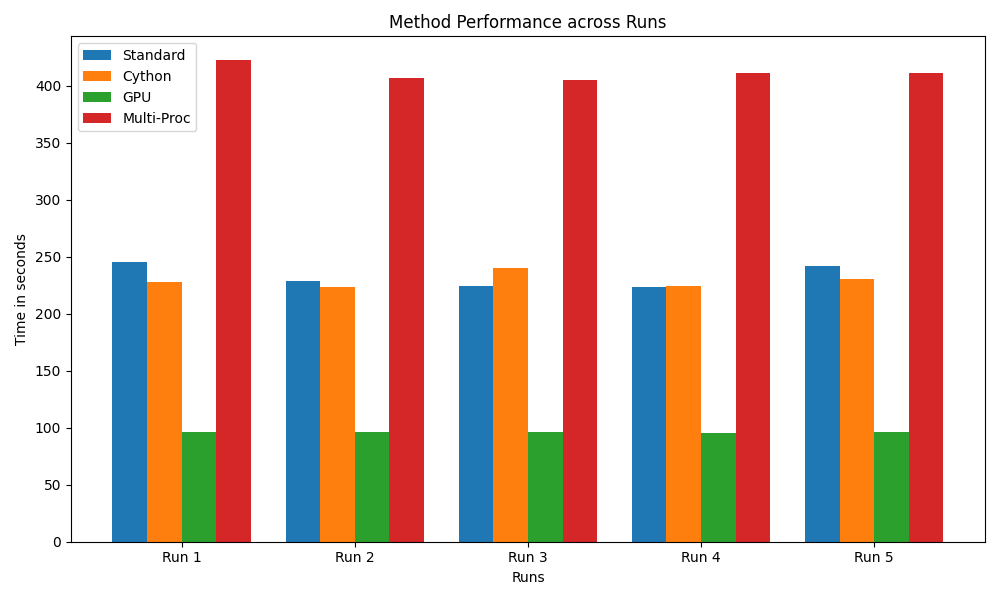 Method Performance across Runs
Standard
Cython
GPU
Multi-Proc
Time in seconds
400
350
300
250
200
150
100
50
0
Run 1 Run 2 Run 3 Run 4 Run 5
Runs